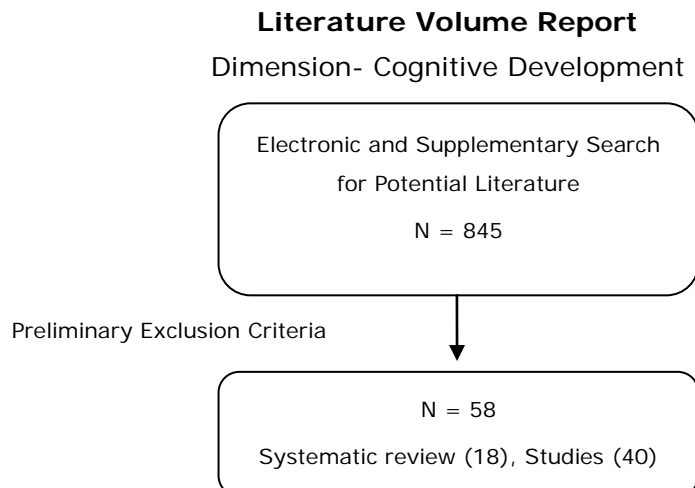 Literature Volume Report
Dimension- Cognitive Development
Electronic and Supplementary Search
for Potential Literature
N = 845
Preliminary Exclusion Criteria
N = 58
Systematic review (18), Studies (40)